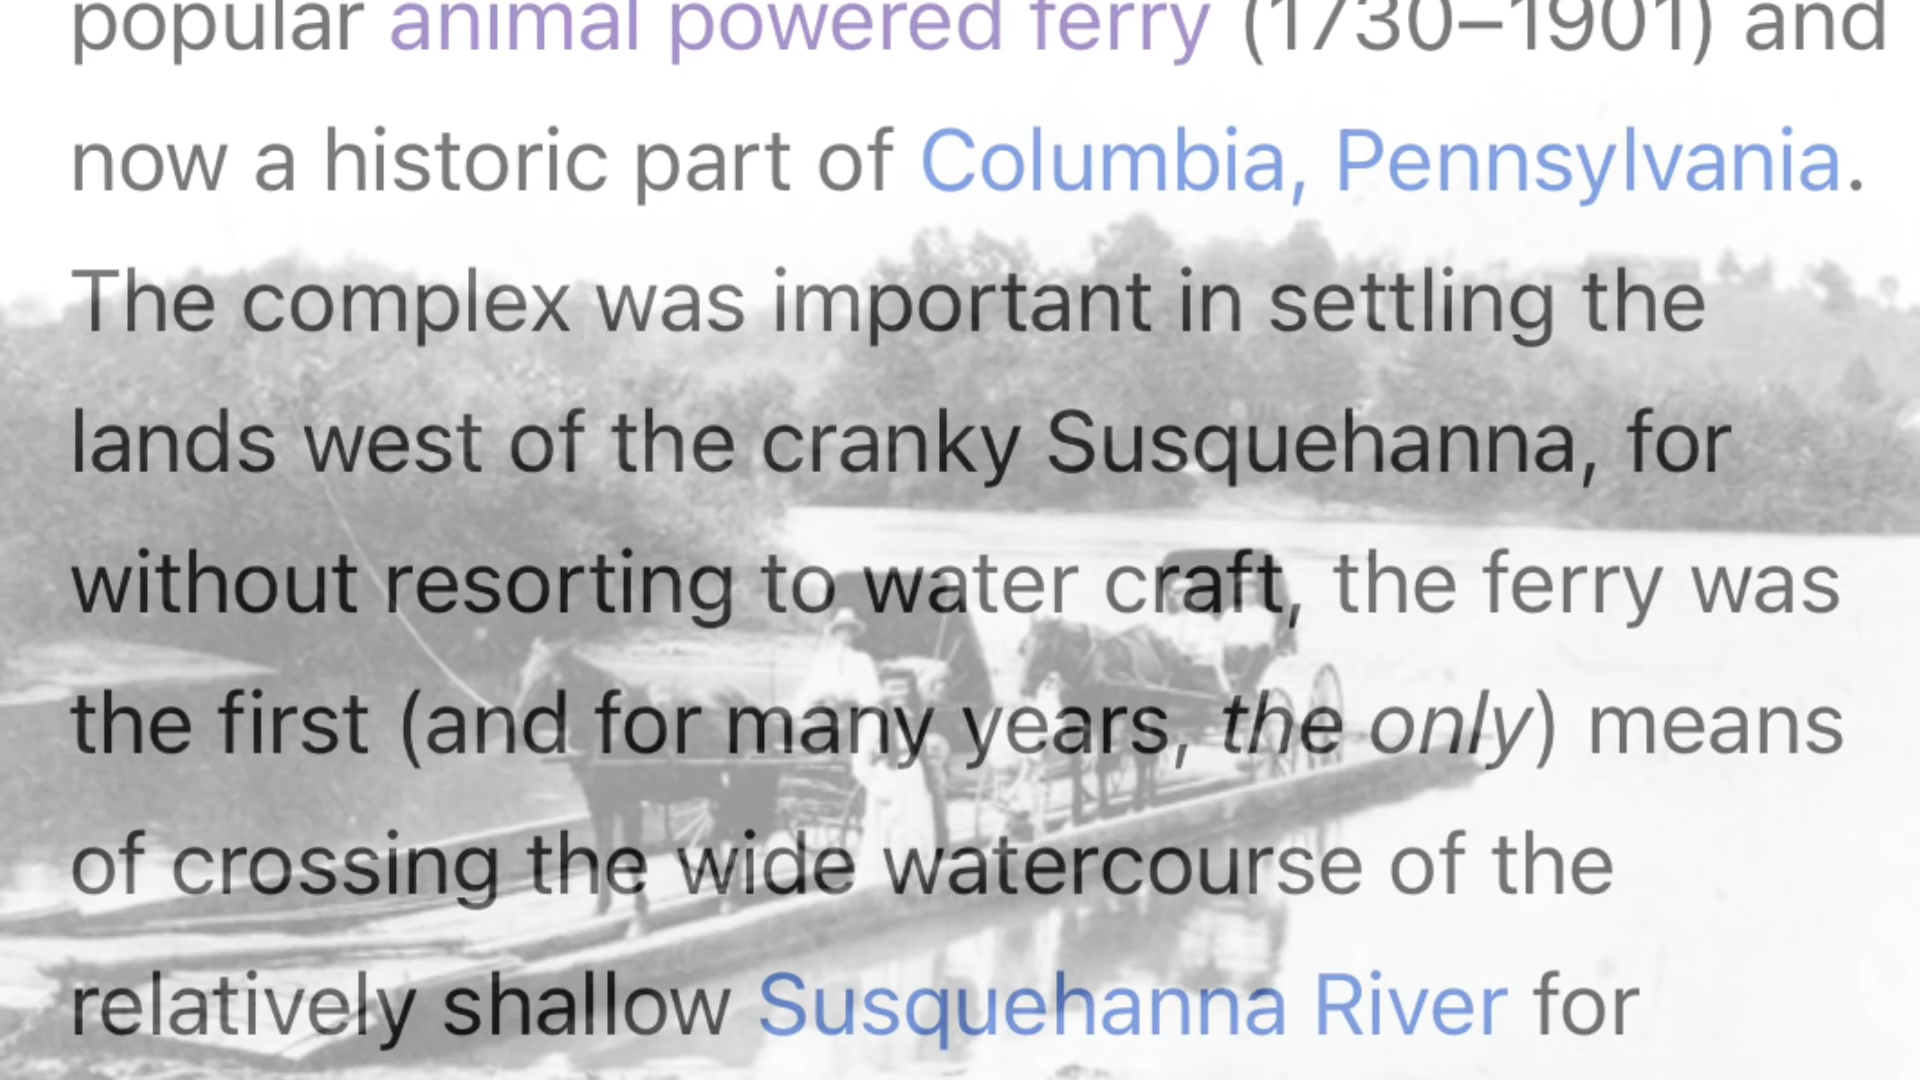 popular animal powered ferry (1730–1901) and
now a historic part of Columbia, Pennsylvania.
The complex was important in settling the
lands west of the cranky Susquehanna, for
without resorting to water craft, the ferry was
the first (and for many years, the only) means
of crossing the wide watercourse of the
relatively shallow Susquehanna River for